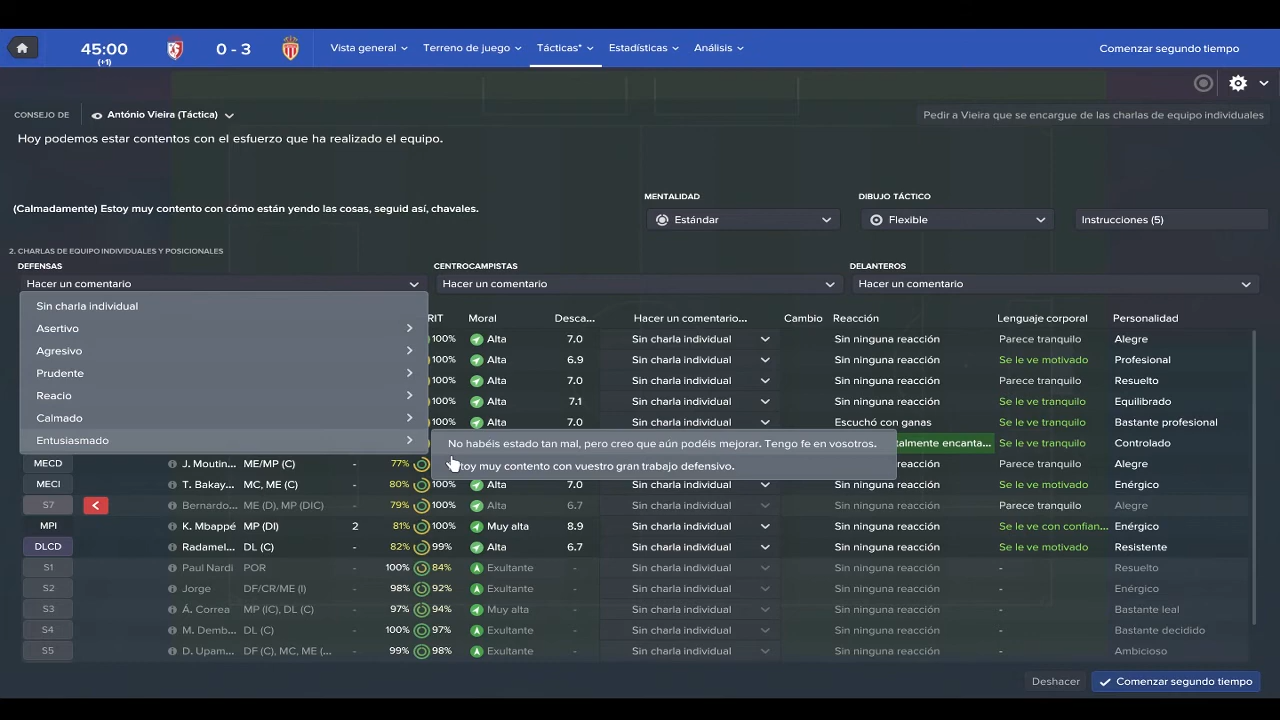 45:00 0 - 3 Vista general Terreno de juego Tácticas* Estadísticas Análisis Comenzar segundo tiempo
(+1)
CONSEJO DE António Vieira (Táctica) Pedir a Vieira que se encargue de las charlas de equipo individuales
Hoy podemos estar contentos con el esfuerzo que ha realizado el equipo.
MENTALIDAD DIBUJO TÁCTICO
(Calmadamente) Estoy muy contento con cómo están yendo las cosas, seguid así, chavales.
Estándar Flexible Instrucciones (5)
2. CHARLAS DE EQUIPO INDIVIDUALES Y POSICIONALES
DEFENSAS CENTROCAMPISTAS DELANTEROS
Hacer un comentario Hacer un comentario Hacer un comentario
Sin charla individual
RIT Moral Desca... Hacer un comentario... Cambio Reacción Lenguaje corporal Personalidad
Asertivo
100% Alta 7.0 Sin charla individual Sin ninguna reacción Parece tranquilo Alegre
Agresivo
100% Alta 6.9 Sin charla individual Sin ninguna reacción Se le ve motivado Profesional
Prudente
100% Alta 7.0 Sin charla individual Sin ninguna reacción Parece tranquilo Resuelto
Reacio
100% Alta 7.1 Sin charla individual Sin ninguna reacción Se le ve tranquilo Equilibrado
Calmado
100% Alta 7.0 Sin charla individual Escuchó con ganas Parece tranquilo Bastante profesional
Entusiasmado
No habéis estado tan mal, pero creo que aún podéis mejorar. Tengo fe en vosotros. talmente encanta... Controlado
MECD J. Moutin... ME/MP (C) - 77% toy muy contento con vuestro gran trabajo defensivo. Sin ninguna reacción Parece tranquilo Alegre
MECI T. Bakay... MC, ME (C) - 80% 100% Alta 7.0 Sin charla individual Sin ninguna reacción Se le ve tranquilo Enérgico
S7 Bernardo... ME (D), MP (DIC) - 79% 100% Alta 6.7 Sin charla individual Sin ninguna reacción Parece tranquilo Alegre
MPI K. Mbappé MP (DI) 2 81% 100% Muy alta 8.9 Sin charla individual Sin ninguna reacción Se le ve con confian... Enérgico
DLCD Radamel... DL (C) - 82% 99% Alta 6.7 Sin charla individual Sin ninguna reacción Se le ve motivado Resistente
S1 Paul Nardi POR - 100% 84% Exultante - Sin charla individual Sin ninguna reacción - Resuelto
S2 Jorge DF/CR/ME (I) - 98% 92% Exultante - Sin charla individual Sin ninguna reacción - Enérgico
S3 Á. Correa MP (IC), DL (C) - 97% 94% Muy alta - Sin charla individual Sin ninguna reacción - Bastante leal
S4 M. Demb... DL (C) - 100% 97% Exultante - Sin charla individual Sin ninguna reacción - Bastante decidido
S5 D. Upam... DF (C), MC, ME (... - 99% 98% Exultante - Sin charla individual Sin ninguna reacción - Ambicioso
Deshacer Comenzar segundo tiempo